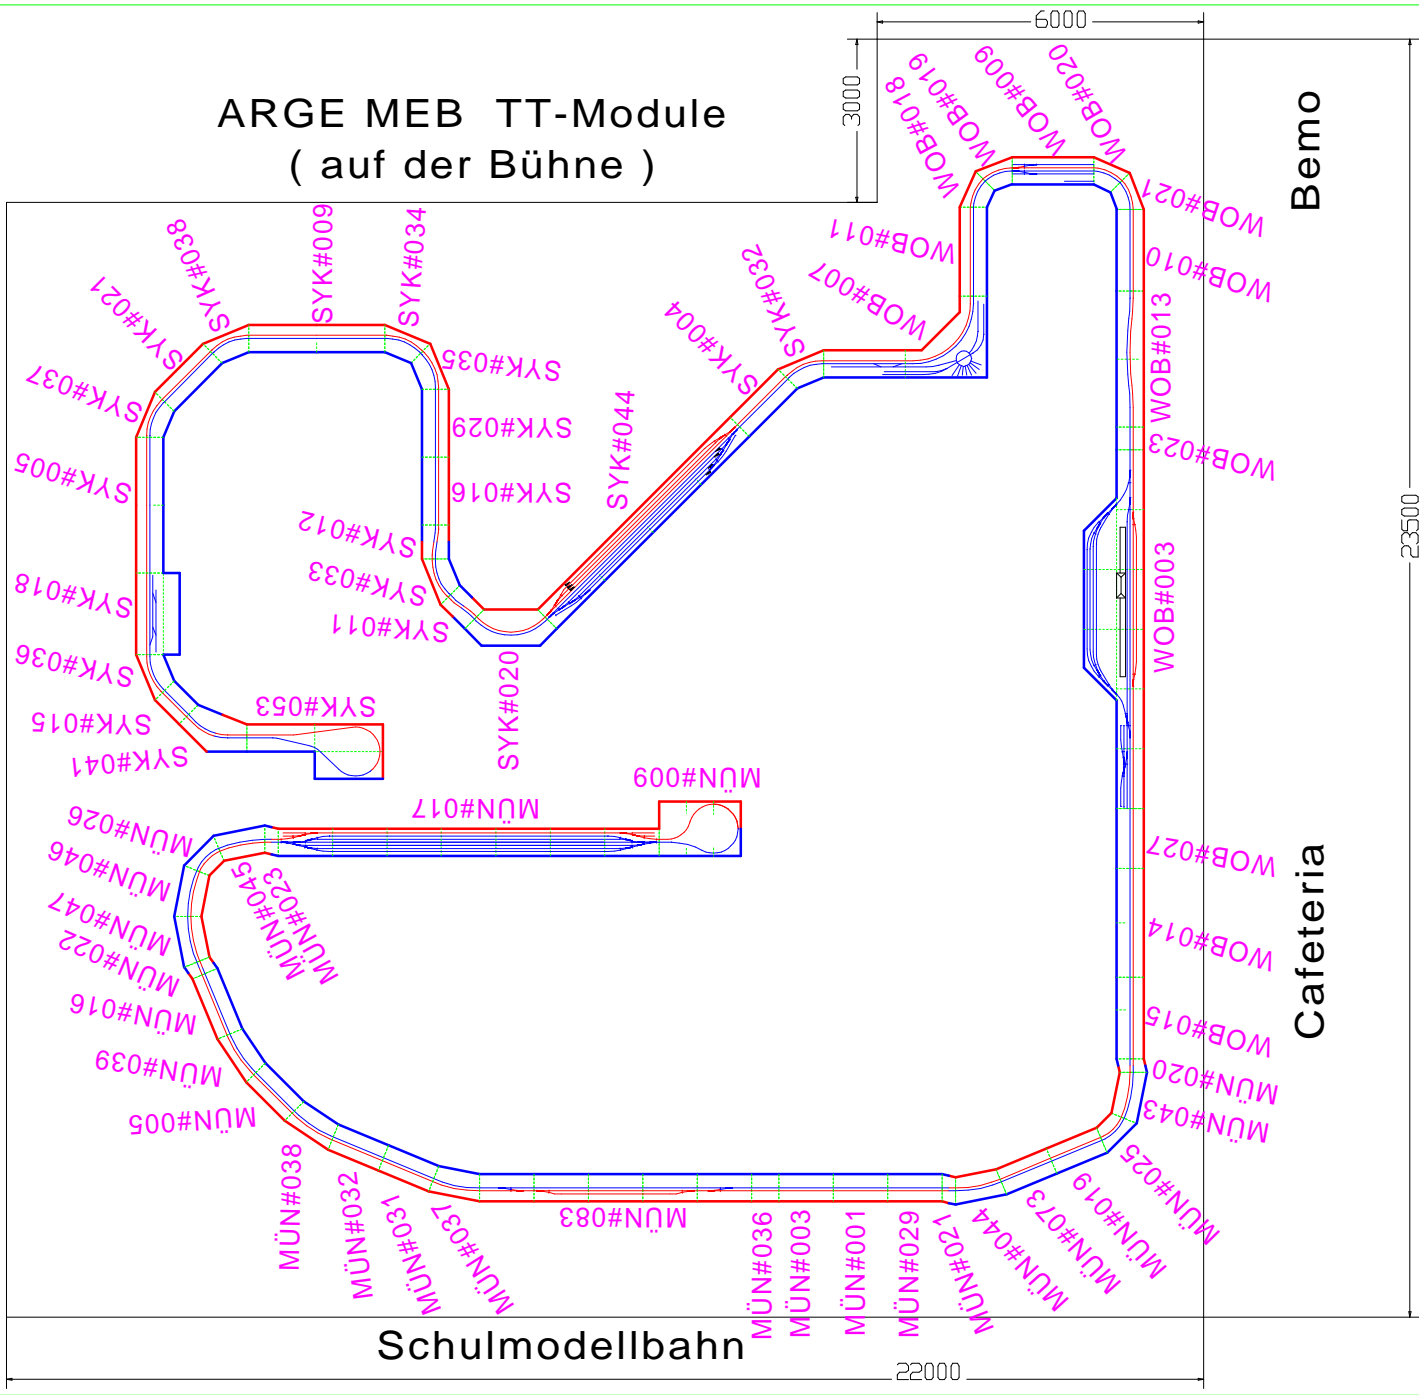 6000
3000
ARGE MEB TT-Module
( auf der Bühne )
Bemo
WOB#018
WOB#019
WOB#009
WOB#020
WOB#021
WOB#010
WOB#011
WOB#007
WOB#013
WOB#023
WOB#003
WOB#027
WOB#014
WOB#015
SYK#038
SYK#009
SYK#034
SYK#021
SYK#037
SYK#035
SYK#005
SYK#029
SYK#016
SYK#032
SYK#004
SYK#044
SYK#012
SYK#033
SYK#011
SYK#018
SYK#036
SYK#015
SYK#041
SYK#053
SYK#020
23500
MÜN#009
MÜN#017
MÜN#026
MÜN#046
MÜN#047
MÜN#022
MÜN#045
MÜN#023
MÜN#016
MÜN#039
MÜN#005
MÜN#038
MÜN#032
MÜN#031
MÜN#037
MÜN#083
MÜN#036
MÜN#003
MÜN#001
MÜN#029
MÜN#021
MÜN#044
MÜN#073
MÜN#019
MÜN#025
MÜN#043
MÜN#020
Cafeteria
Schulmodellbahn
22000